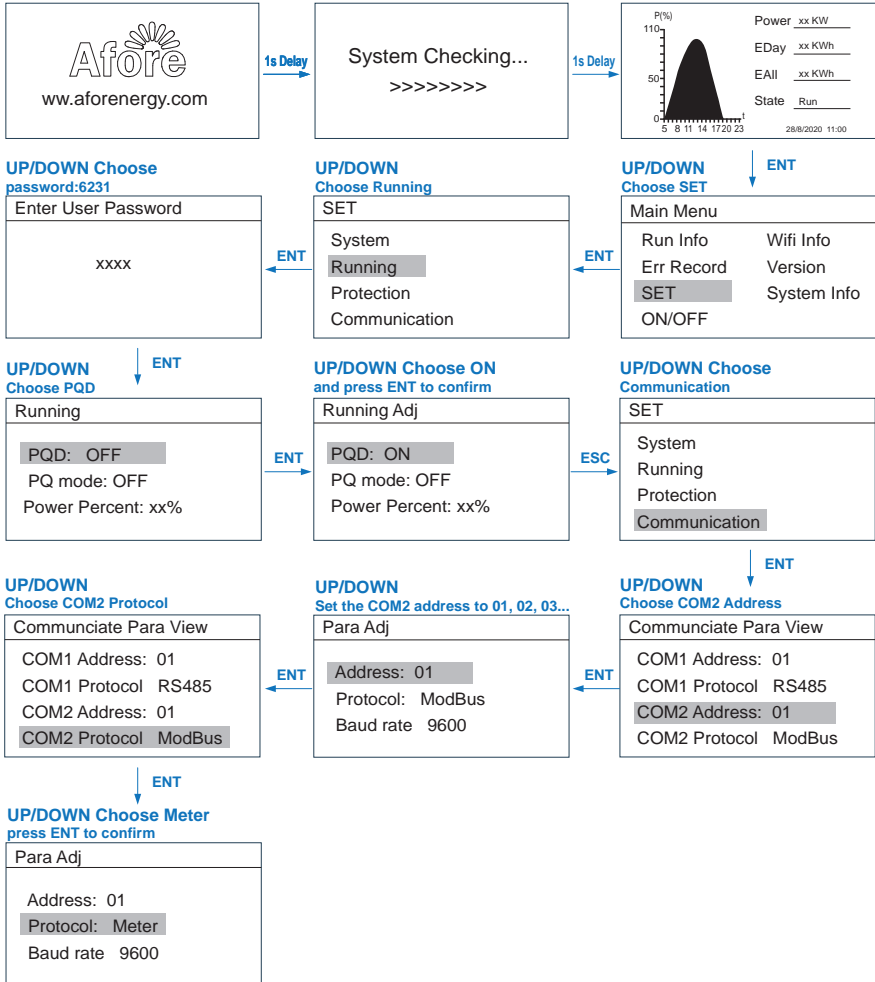 Afore
ww.aforenergy.com
1s Delay
System Checking...
>>>>>>>>
1s Delay
P(%)
110
50
0
5 8 11 14 1720 23
t
Power xx KW
EDay xx KWh
EAll xx KWh
State Run
28/8/2020 11:00
ENT
UP/DOWN Choose
password:6231
Enter User Password
xxxx
ENT
UP/DOWN
Choose Running
SET
System
Running
Protection
Communication
ENT
UP/DOWN
Choose SET
Main Menu
Run Info Wifi Info
Err Record Version
SET System Info
ON/OFF
ENT
UP/DOWN
Choose PQD
Running
PQD: OFF
PQ mode: OFF
Power Percent: xx%
ENT
UP/DOWN Choose ON
and press ENT to confirm
Running Adj
PQD: ON
PQ mode: OFF
Power Percent: xx%
ESC
UP/DOWN Choose
Communication
SET
System
Running
Protection
Communication
ENT
UP/DOWN
Choose COM2 Protocol
Communciate Para View
COM1 Address: 01
COM1 Protocol RS485
COM2 Address: 01
COM2 Protocol ModBus
ENT
UP/DOWN
Set the COM2 address to 01, 02, 03...
Para Adj
Address: 01
Protocol: ModBus
Baud rate 9600
ENT
UP/DOWN
Choose COM2 Address
Communciate Para View
COM1 Address: 01
COM1 Protocol RS485
COM2 Address: 01
COM2 Protocol ModBus
ENT
UP/DOWN Choose Meter
press ENT to confirm
Para Adj
Address: 01
Protocol: Meter
Baud rate 9600